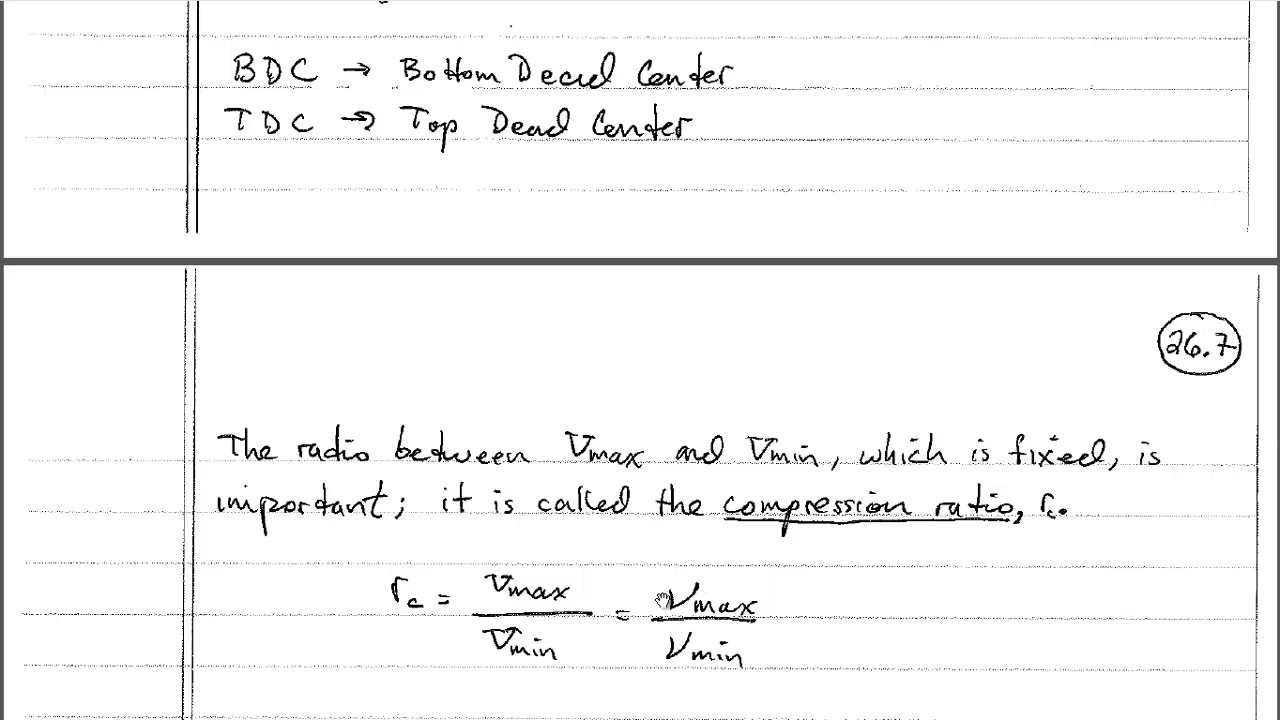 BDC → Bottom Dead Center
TDC → Top Dead Center
26.7
The radio between Vmax and Vmin, which is fixed, is
important; it is called the compression ratio, rc.
rc = Vmax / Vmin = Vmax / Vmin